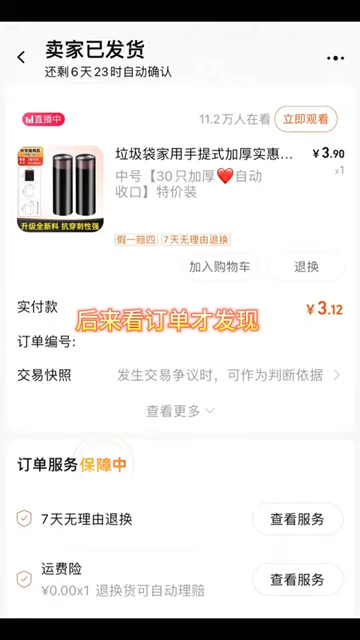 卖家已发货
还剩6天23时自动确认
直播中
11.2万人在看
立即观看
垃圾袋家用手提式加厚实惠...
¥3.90
中号【30只加厚❤️自动
x1
收口】特价装
升级全新料 抗穿刺性强
假一赔四
7天无理由退换
加入购物车
退换
实付款
¥3.12
后来看订单才发现
订单编号:
交易快照
发生交易争议时，可作为判断依据
查看更多
订单服务 保障中
7天无理由退换
查看服务
运费险
¥0.00x1 退换货可自动理赔
查看服务